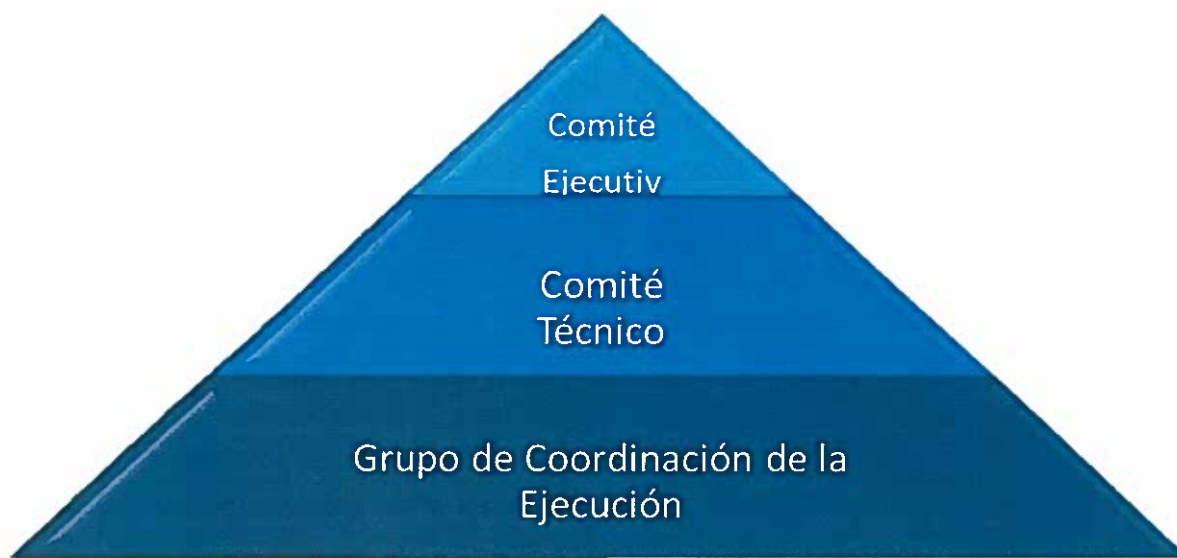 Comité
Ejecutiv
Comité
Técnico
Grupo de Coordinación de la
Ejecución